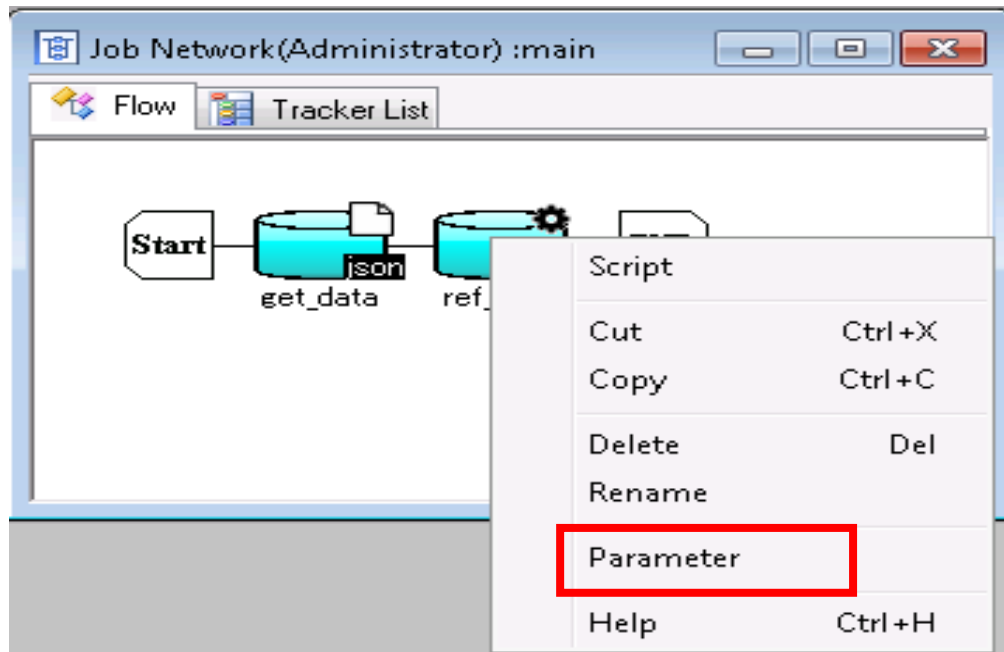 Job Network(Administrator) :main
Flow Tracker List
Start
json
get_data ref_
Script
Cut Ctrl+X
Copy Ctrl+C
Delete Del
Rename
Parameter
Help Ctrl+H